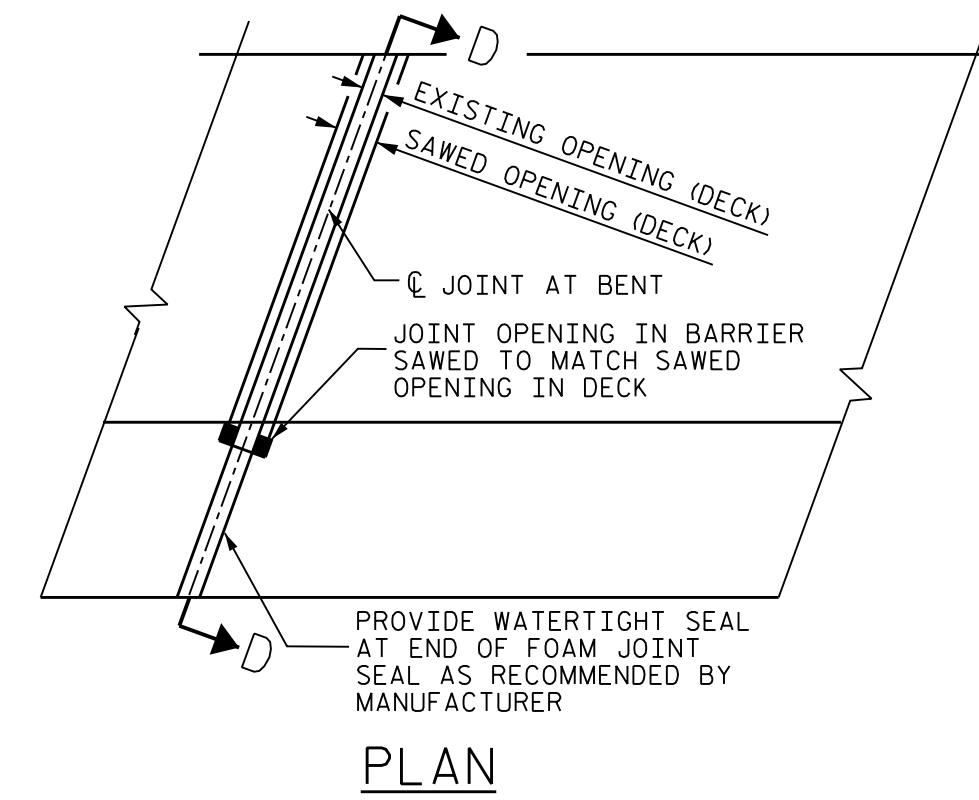 D
EXISTING OPENING (DECK)
SAWED OPENING (DECK)
℄ JOINT AT BENT
JOINT OPENING IN BARRIER
SAWED TO MATCH SAWED
OPENING IN DECK
PROVIDE WATERTIGHT SEAL
AT END OF FOAM JOINT
SEAL AS RECOMMENDED BY
MANUFACTURER
D
PLAN